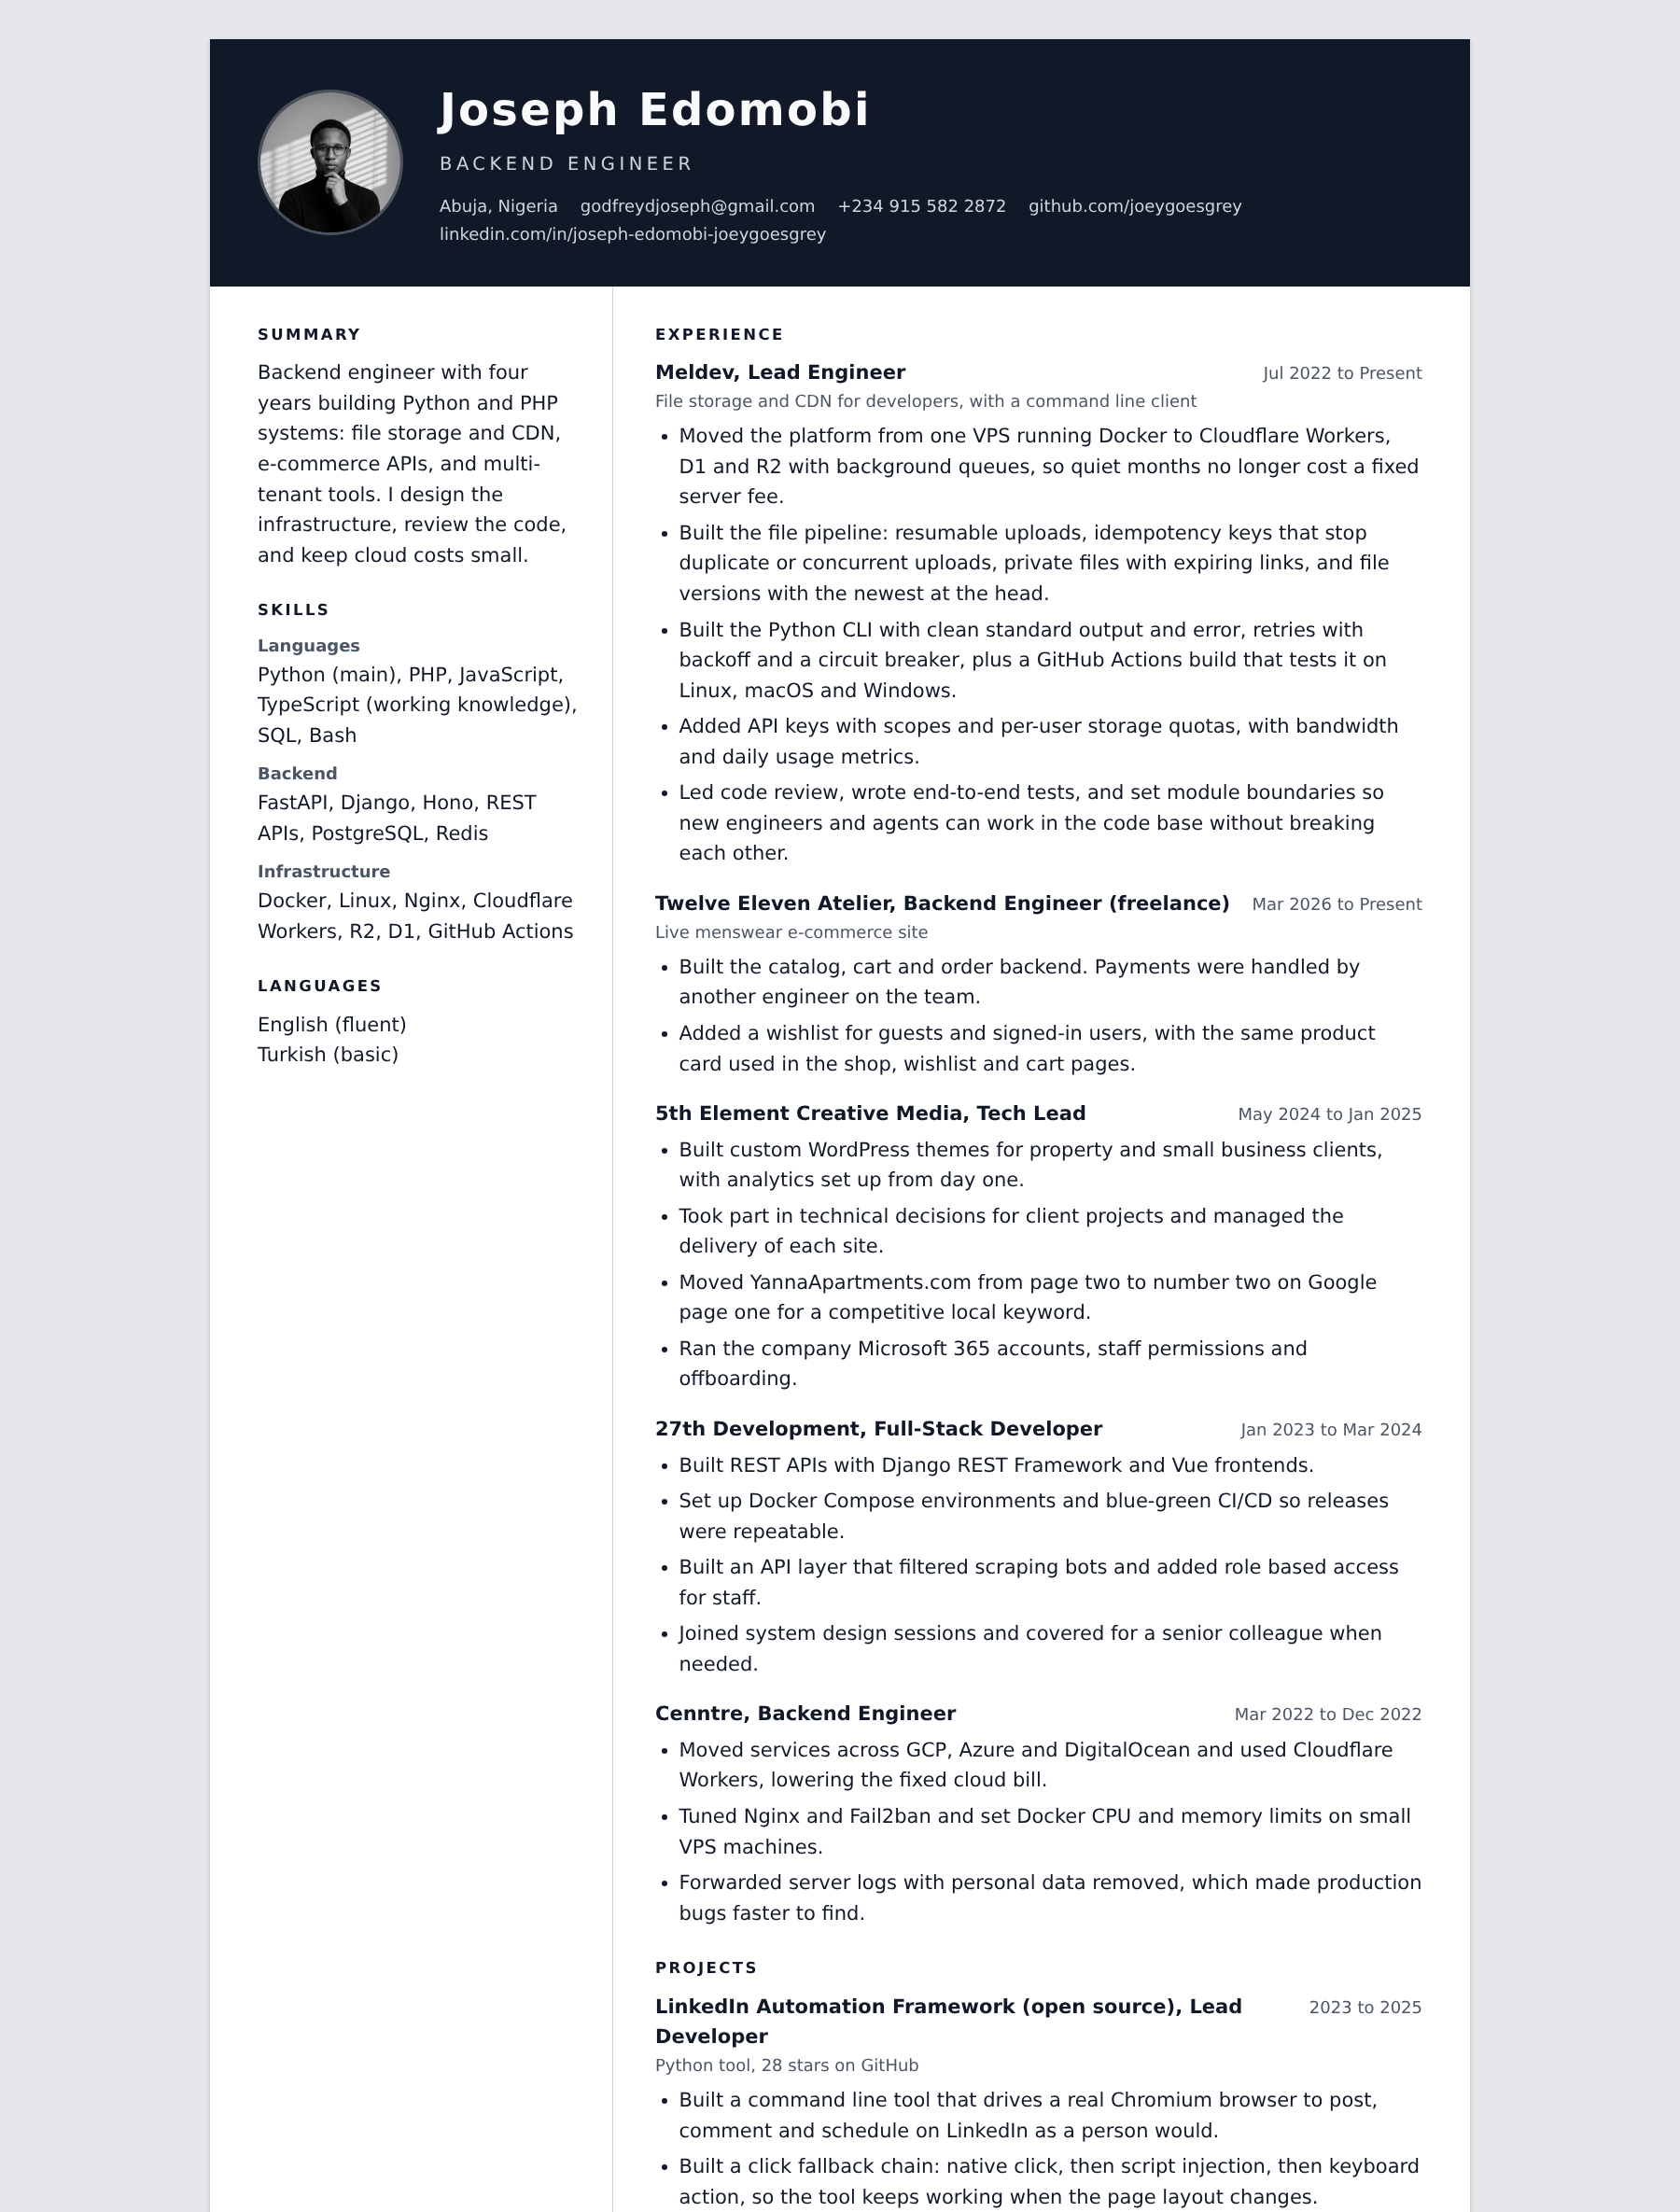 Joseph Edomobi
BACKEND ENGINEER
Abuja, Nigeria godfreydjoseph@gmail.com +234 915 582 2872 github.com/joeygoesgrey
linkedin.com/in/joseph-edomobi-joeygoesgrey
SUMMARY
Backend engineer with four
years building Python and PHP
systems: file storage and CDN,
e-commerce APIs, and multi-
tenant tools. I design the
infrastructure, review the code,
and keep cloud costs small.
SKILLS
Languages
Python (main), PHP, JavaScript,
TypeScript (working knowledge),
SQL, Bash
Backend
FastAPI, Django, Hono, REST
APIs, PostgreSQL, Redis
Infrastructure
Docker, Linux, Nginx, Cloudflare
Workers, R2, D1, GitHub Actions
LANGUAGES
English (fluent)
Turkish (basic)
EXPERIENCE
Meldev, Lead Engineer Jul 2022 to Present
File storage and CDN for developers, with a command line client
• Moved the platform from one VPS running Docker to Cloudflare Workers,
D1 and R2 with background queues, so quiet months no longer cost a fixed
server fee.
• Built the file pipeline: resumable uploads, idempotency keys that stop
duplicate or concurrent uploads, private files with expiring links, and file
versions with the newest at the head.
• Built the Python CLI with clean standard output and error, retries with
backoff and a circuit breaker, plus a GitHub Actions build that tests it on
Linux, macOS and Windows.
• Added API keys with scopes and per-user storage quotas, with bandwidth
and daily usage metrics.
• Led code review, wrote end-to-end tests, and set module boundaries so
new engineers and agents can work in the code base without breaking
each other.
Twelve Eleven Atelier, Backend Engineer (freelance) Mar 2026 to Present
Live menswear e-commerce site
• Built the catalog, cart and order backend. Payments were handled by
another engineer on the team.
• Added a wishlist for guests and signed-in users, with the same product
card used in the shop, wishlist and cart pages.
5th Element Creative Media, Tech Lead May 2024 to Jan 2025
• Built custom WordPress themes for property and small business clients,
with analytics set up from day one.
• Took part in technical decisions for client projects and managed the
delivery of each site.
• Moved YannaApartments.com from page two to number two on Google
page one for a competitive local keyword.
• Ran the company Microsoft 365 accounts, staff permissions and
offboarding.
27th Development, Full-Stack Developer Jan 2023 to Mar 2024
• Built REST APIs with Django REST Framework and Vue frontends.
• Set up Docker Compose environments and blue-green CI/CD so releases
were repeatable.
• Built an API layer that filtered scraping bots and added role based access
for staff.
• Joined system design sessions and covered for a senior colleague when
needed.
Cenntre, Backend Engineer Mar 2022 to Dec 2022
• Moved services across GCP, Azure and DigitalOcean and used Cloudflare
Workers, lowering the fixed cloud bill.
• Tuned Nginx and Fail2ban and set Docker CPU and memory limits on small
VPS machines.
• Forwarded server logs with personal data removed, which made production
bugs faster to find.
PROJECTS
LinkedIn Automation Framework (open source), Lead 2023 to 2025
Developer
Python tool, 28 stars on GitHub
• Built a command line tool that drives a real Chromium browser to post,
comment and schedule on LinkedIn as a person would.
• Built a click fallback chain: native click, then script injection, then keyboard
action, so the tool keeps working when the page layout changes.